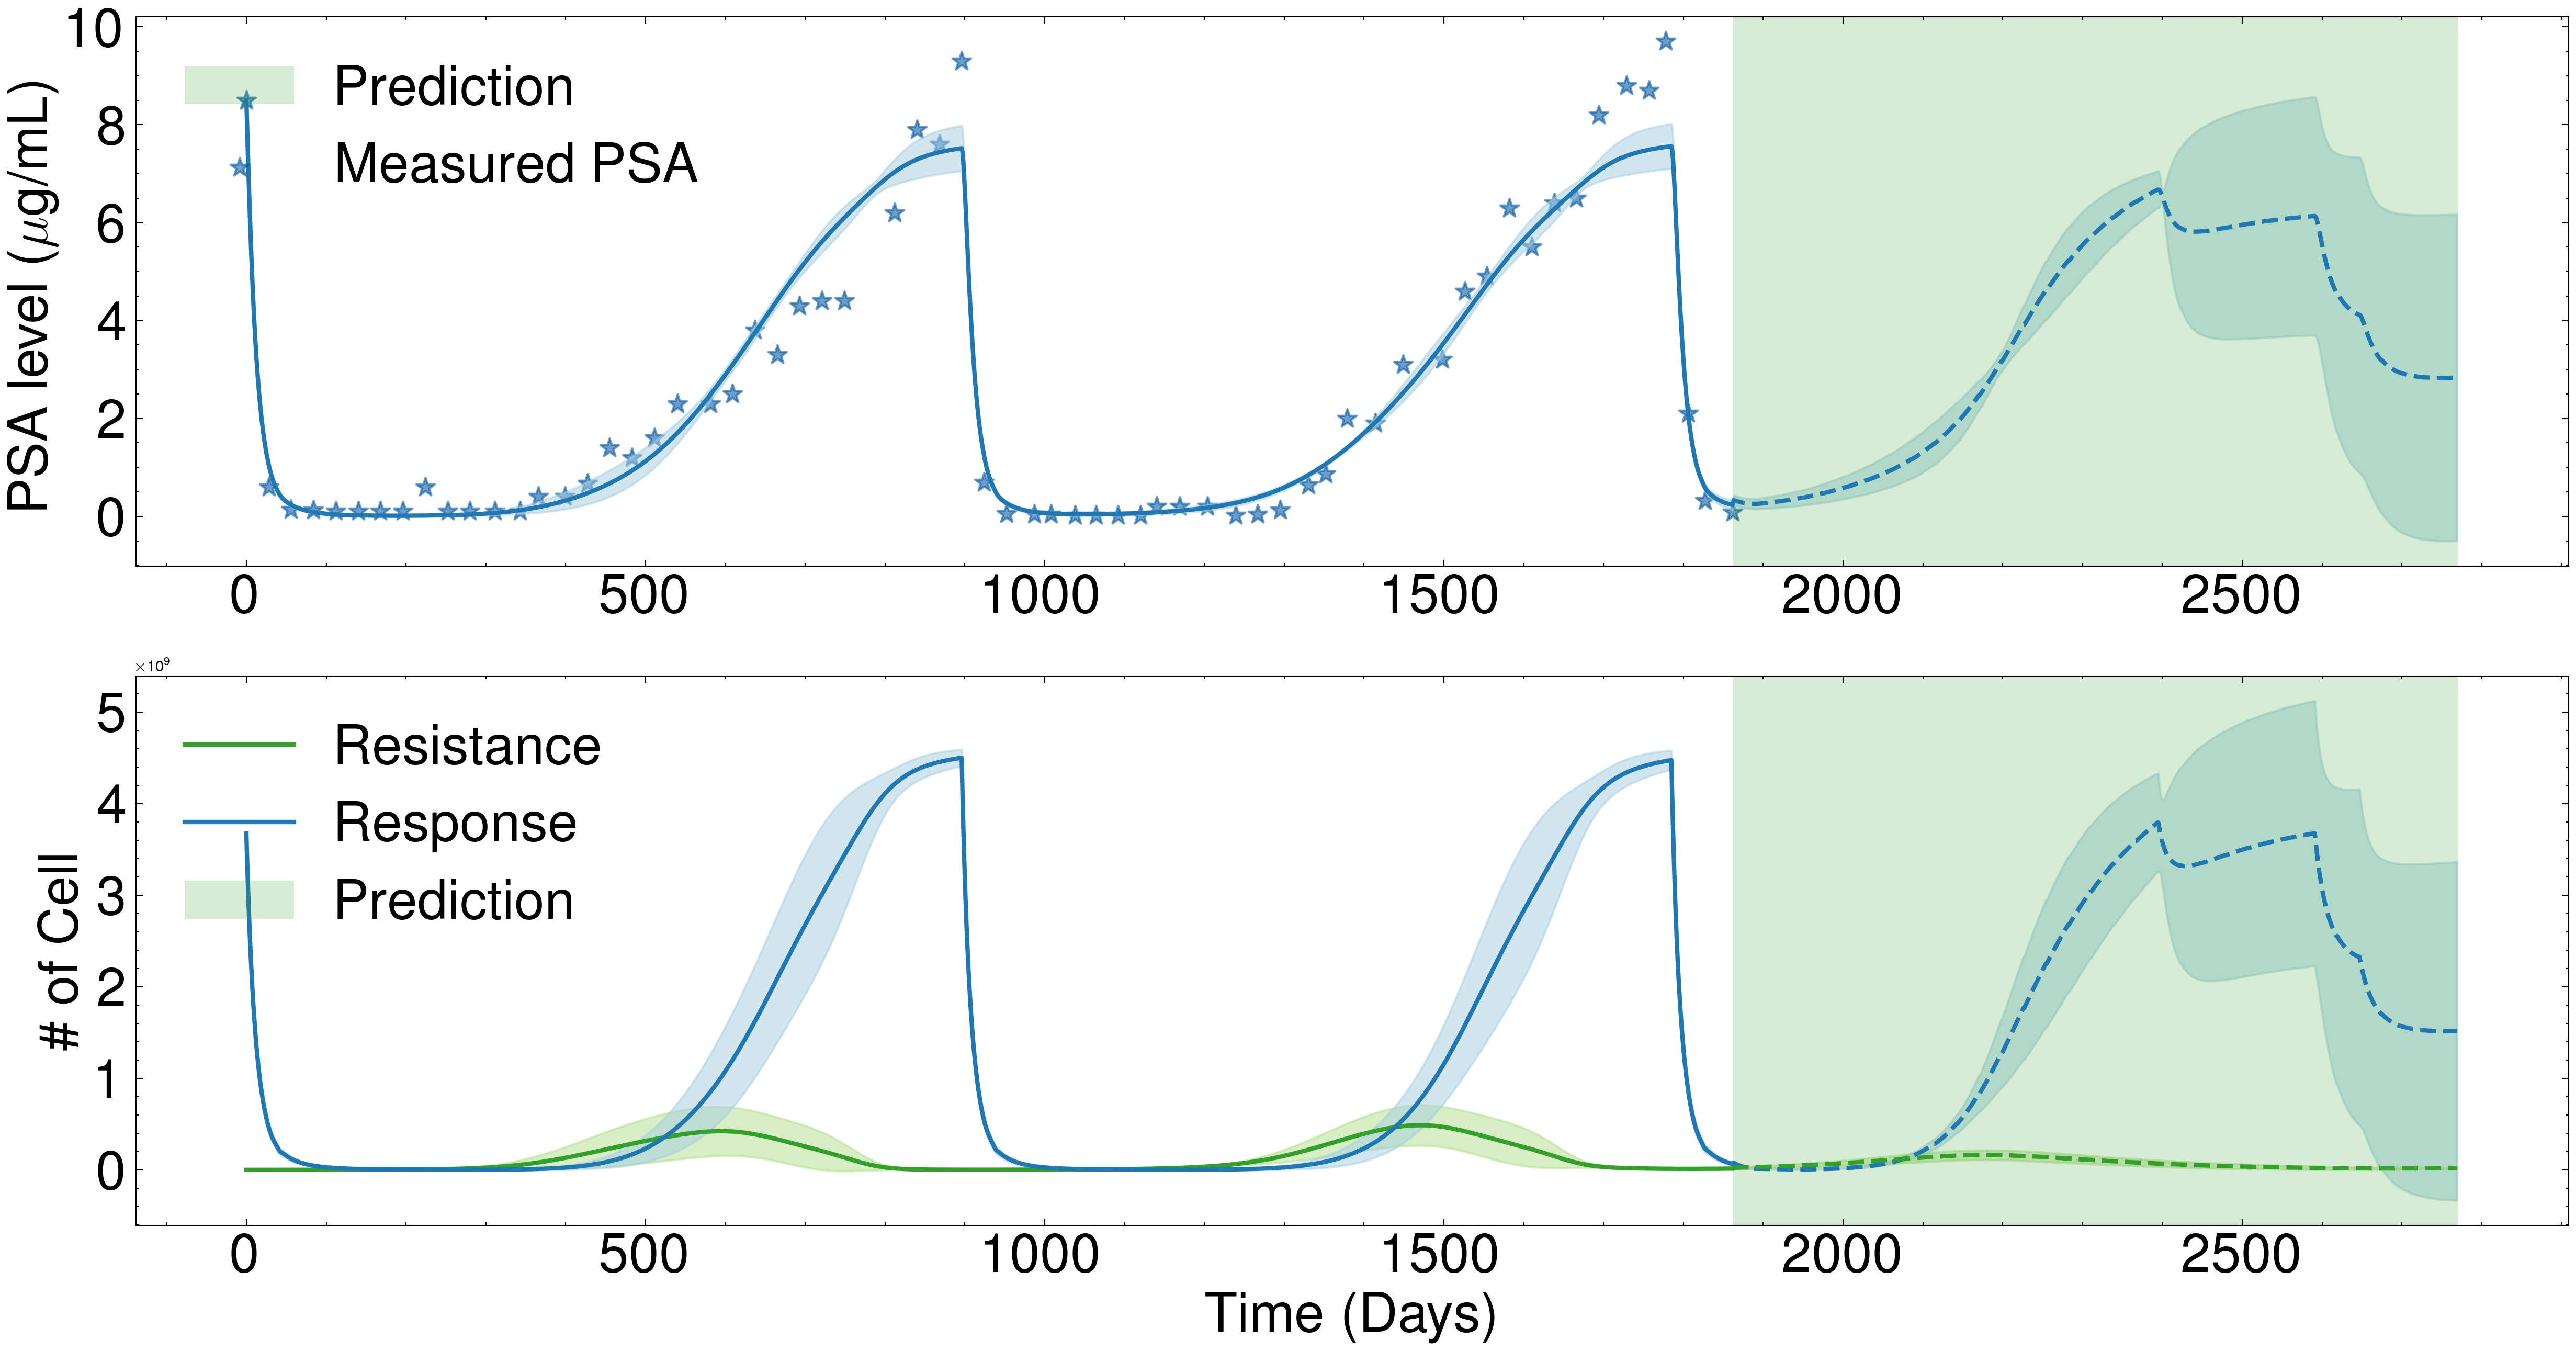 PSA level (μg/mL)
10
8
6
4
2
0
Prediction
Measured PSA
0 500 1000 1500 2000 2500
×10⁹
# of Cell
5
4
3
2
1
0
Resistance
Response
Prediction
0 500 1000 1500 2000 2500
Time (Days)